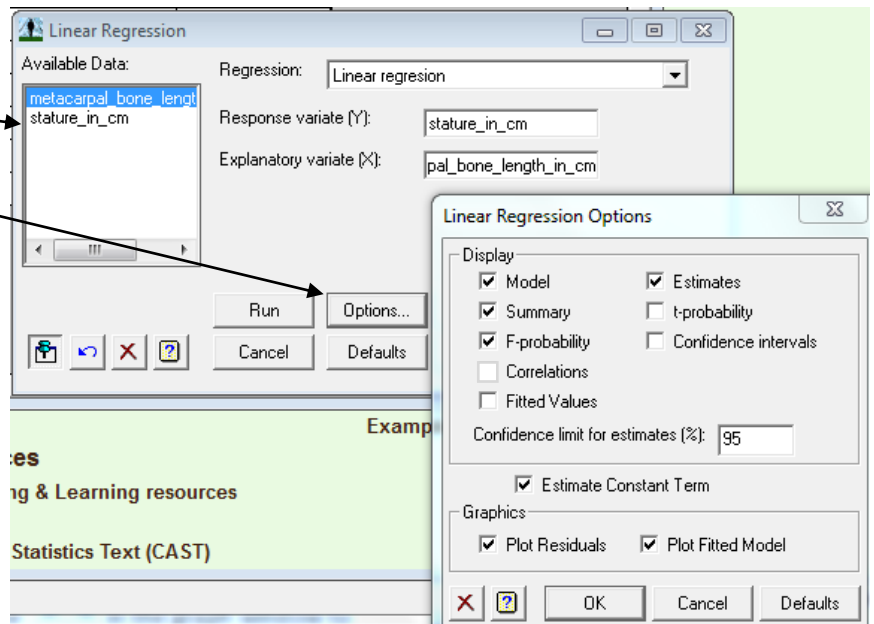 Linear Regression
Available Data:
metacarpal_bone_lengt
stature_in_cm
Regression:
Linear regresion
Response variate (Y):
stature_in_cm
Explanatory variate (X):
pal_bone_length_in_cm
Run
Options...
Cancel
Defaults
Linear Regression Options
Display
Model
Estimates
Summary
t-probability
F-probability
Confidence intervals
Correlations
Fitted Values
Confidence limit for estimates (%):
95
Estimate Constant Term
Graphics
Plot Residuals
Plot Fitted Model
OK
Cancel
Defaults
Examp
ces
ng & Learning resources
Statistics Text (CAST)